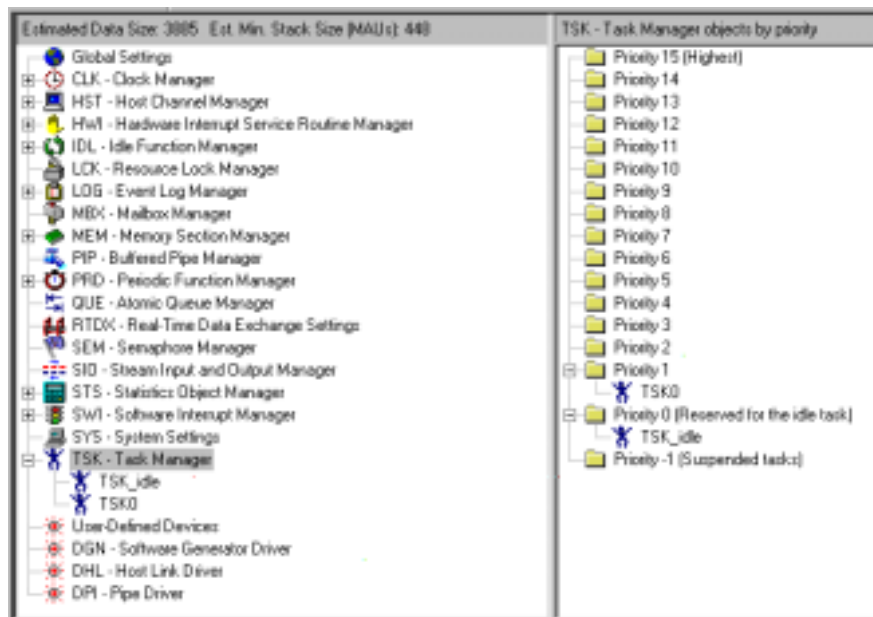 Estimated Data Size: 3885 Est. Min. Stack Size (MAUs): 448
Global Settings
CLK - Clock Manager
HST - Host Channel Manager
HWI - Hardware Interrupt Service Routine Manager
IDL - Idle Function Manager
LCK - Resource Lock Manager
LOG - Event Log Manager
MBX - Mailbox Manager
MEM - Memory Section Manager
PIP - Buffered Pipe Manager
PRD - Periodic Function Manager
QUE - Atomic Queue Manager
RTDX - Real-Time Data Exchange Settings
SEM - Semaphore Manager
SIO - Stream Input and Output Manager
STS - Statistics Object Manager
SWI - Software Interrupt Manager
SYS - System Settings
TSK - Task Manager
TSK_idle
TSK0
User-Defined Devices
DGN - Software Generator Driver
DHL - Host Link Driver
DPI - Pipe Driver
TSK - Task Manager objects by priority
Priority 15 (Highest)
Priority 14
Priority 13
Priority 12
Priority 11
Priority 10
Priority 9
Priority 8
Priority 7
Priority 6
Priority 5
Priority 4
Priority 3
Priority 2
Priority 1
TSK0
Priority 0 (Reserved for the idle task)
TSK_idle
Priority -1 (Suspended tasks)